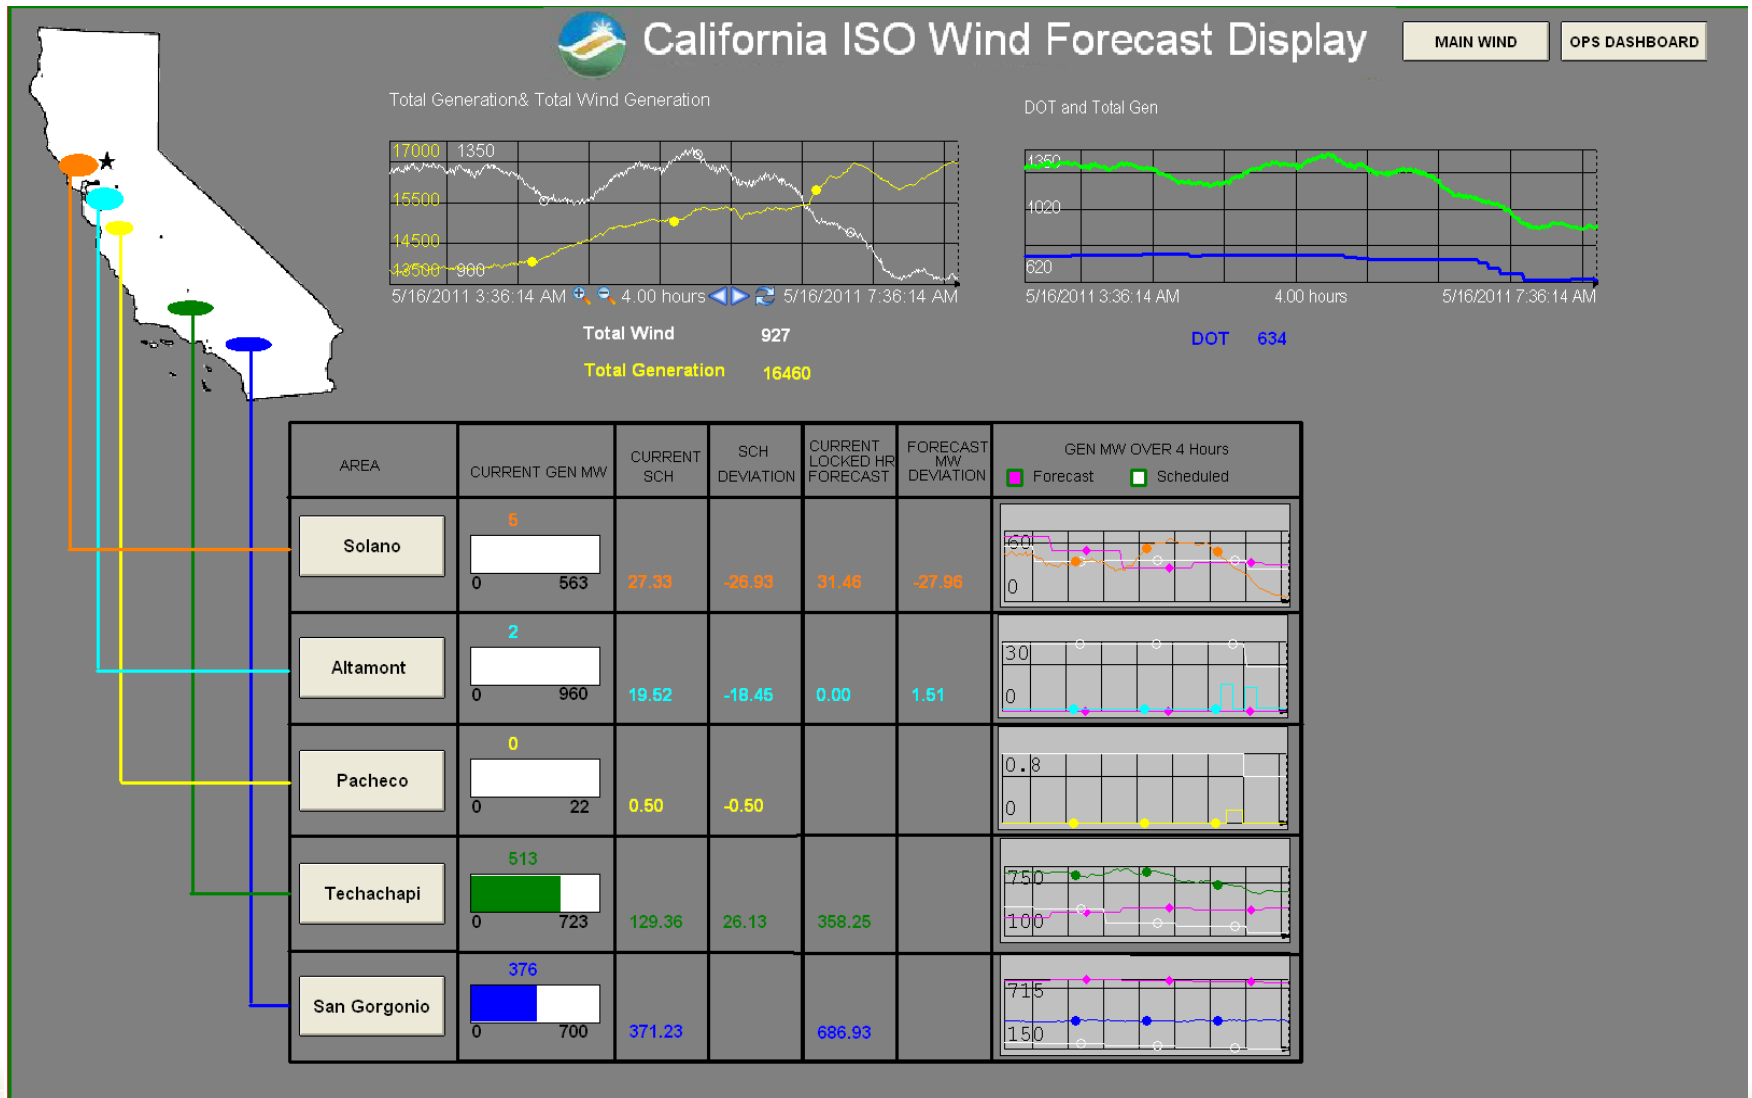 California ISO Wind Forecast Display
MAIN WIND
OPS DASHBOARD
Total Generation& Total Wind Generation
17000 1350
15500
14500
13500 900
5/16/2011 3:36:14 AM 4.00 hours 5/16/2011 7:36:14 AM
Total Wind 927
Total Generation 16460
DOT and Total Gen
1350
1020
620
5/16/2011 3:36:14 AM 4.00 hours 5/16/2011 7:36:14 AM
DOT 634
AREA
CURRENT GEN MW
CURRENT
SCH
SCH
DEVIATION
CURRENT
LOCKED HR
FORECAST
FORECAST
MW
DEVIATION
GEN MW OVER 4 Hours
Forecast Scheduled
Solano
5
0 563
27.33
-26.93
31.46
-27.96
60
0
Altamont
2
0 960
19.52
-18.45
0.00
1.51
30
0
Pacheco
0
0 22
0.50
-0.50
0.8
0
Techachapi
513
0 723
129.36
26.13
358.25
750
100
San Gorgonio
376
0 700
371.23
686.93
715
150